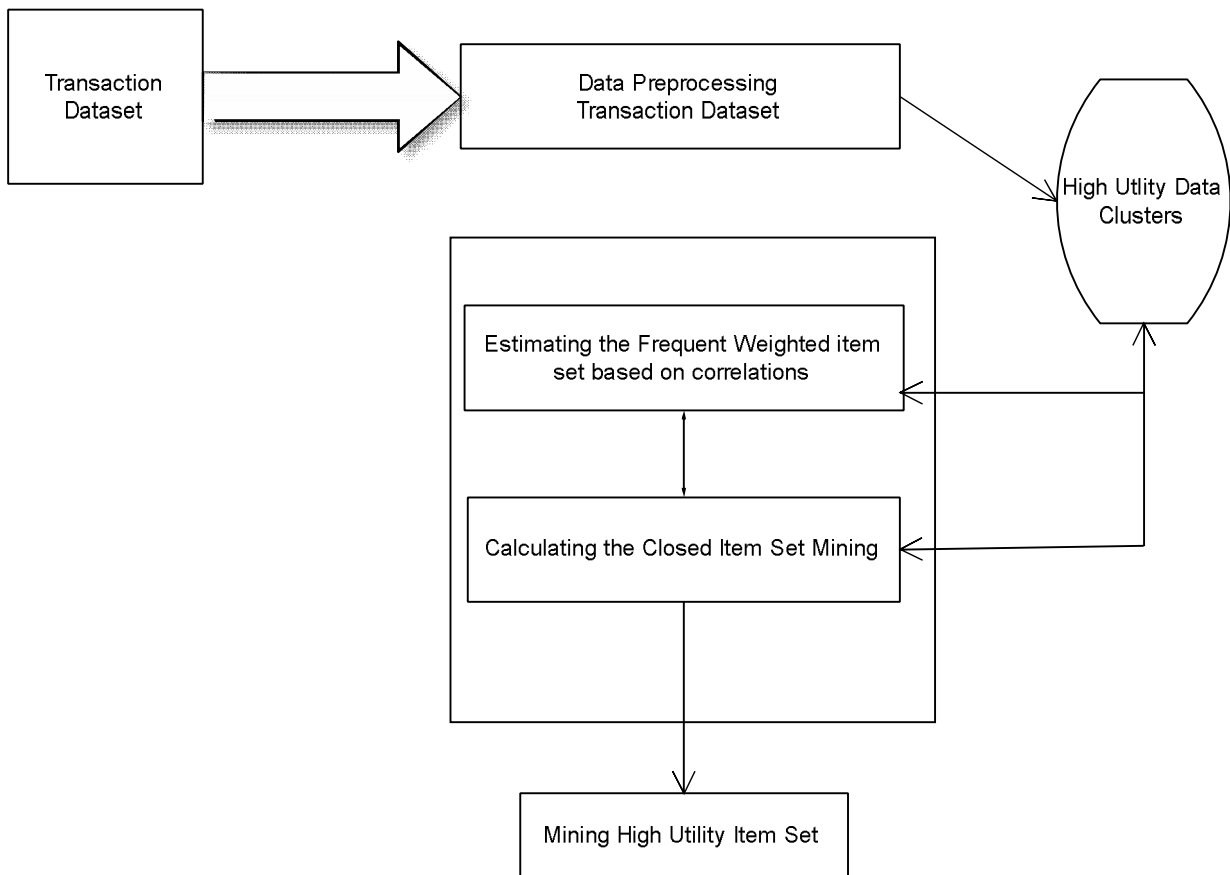 Transaction
Dataset
Data Preprocessing
Transaction Dataset
High Utlity Data
Clusters
Estimating the Frequent Weighted item
set based on correlations
Calculating the Closed Item Set Mining
Mining High Utility Item Set